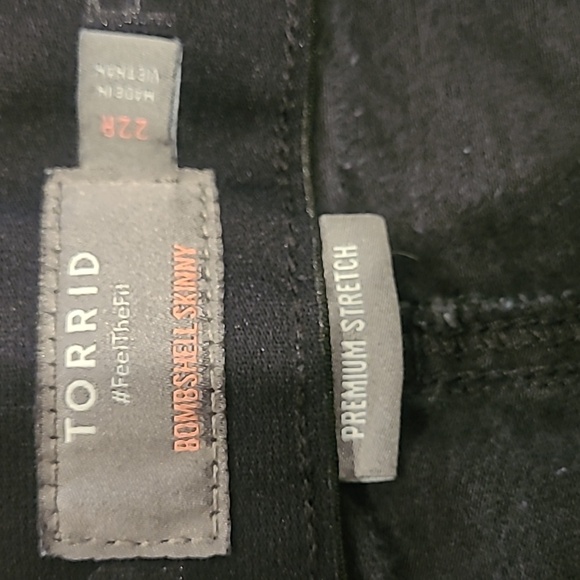 TORRID
#FeelTheFit
BOMBSHELL SKINNY
22R
MADE IN
VIETNAM
PREMIUM STRETCH